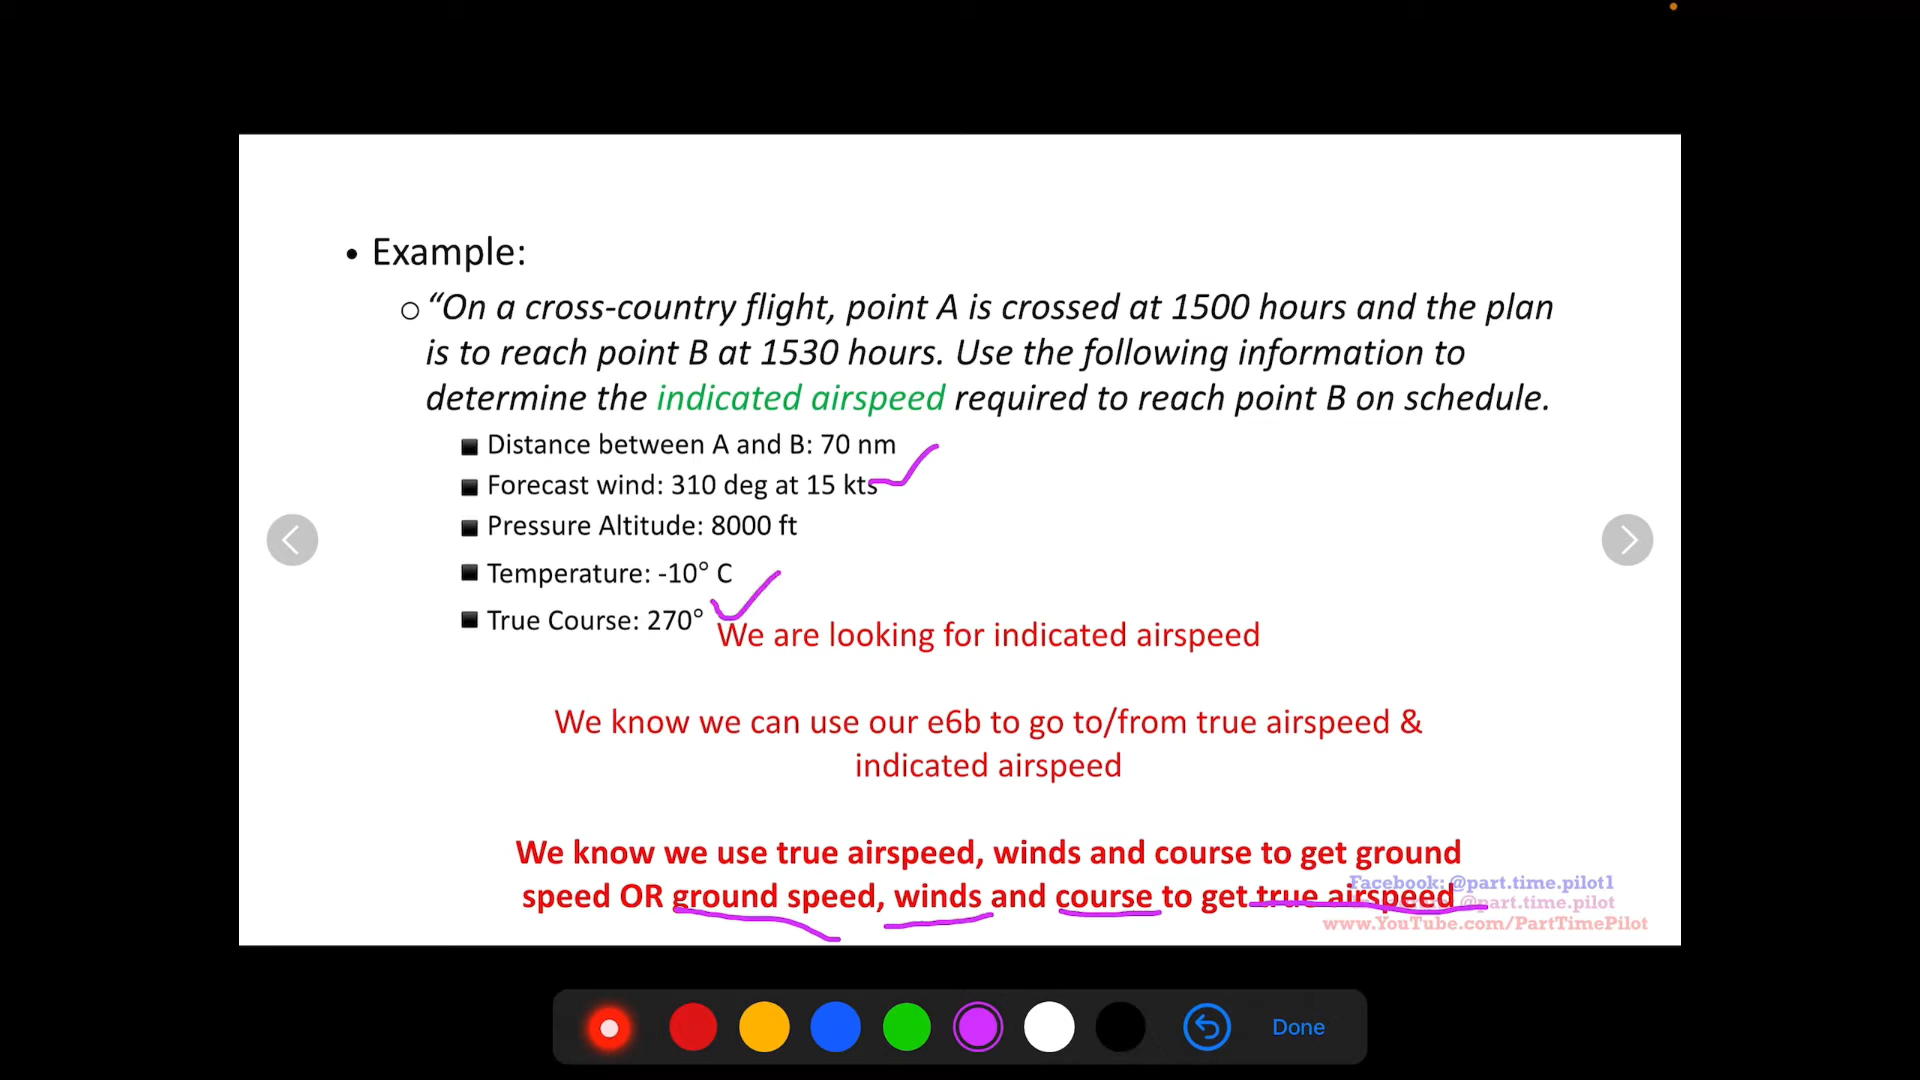 Example:
“On a cross-country flight, point A is crossed at 1500 hours and the plan
is to reach point B at 1530 hours. Use the following information to
determine the indicated airspeed required to reach point B on schedule.
Distance between A and B: 70 nm
Forecast wind: 310 deg at 15 kts
Pressure Altitude: 8000 ft
Temperature: -10° C
True Course: 270°
We are looking for indicated airspeed
We know we can use our e6b to go to/from true airspeed &
indicated airspeed
We know we use true airspeed, winds and course to get ground
speed OR ground speed, winds and course to get true airspeed
Facebook: @part.time.pilot1
@part.time.pilot
www.YouTube.com/PartTimePilot
Done